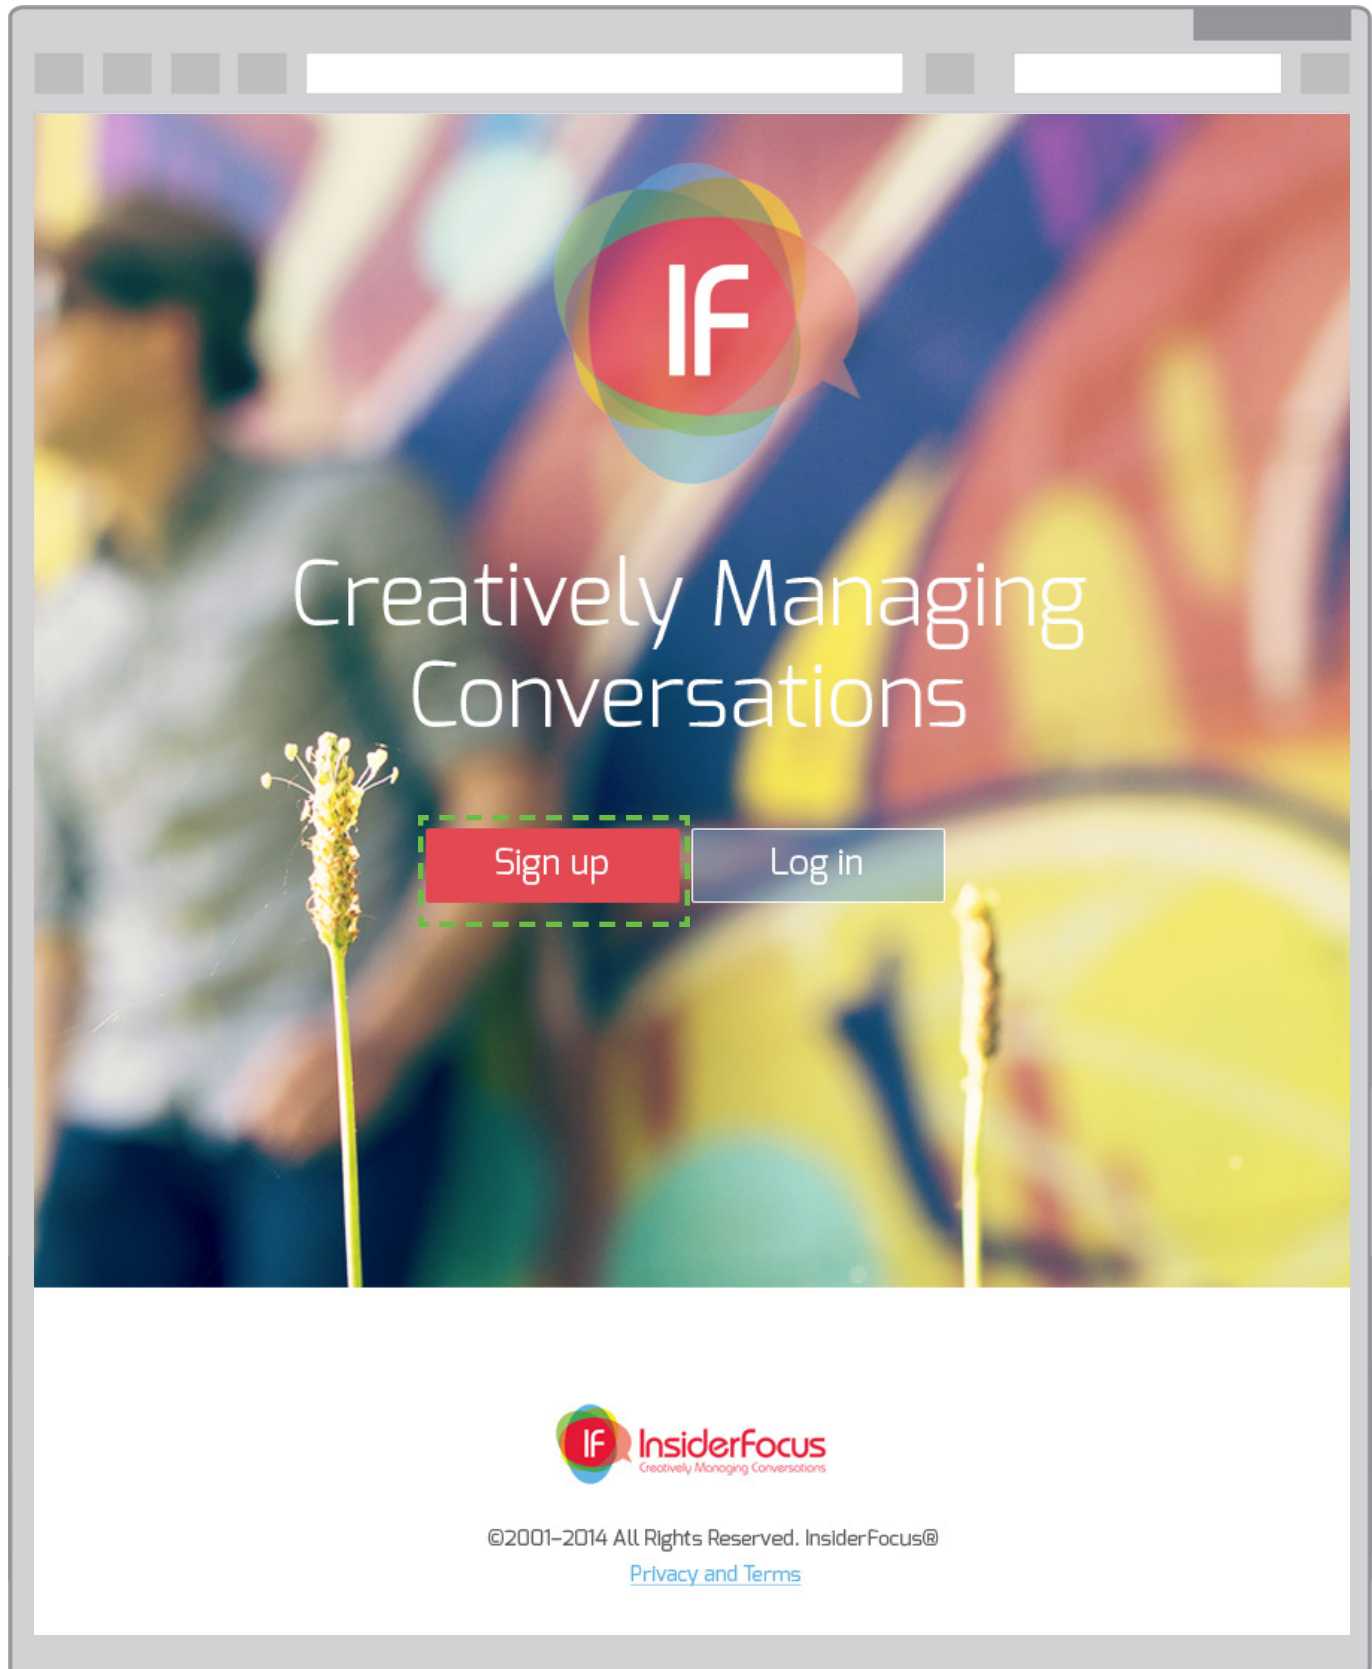 IF
Creatively Managing
Conversations
Sign up
Log in
IF
InsiderFocus
Creatively Managing Conversations
©2001–2014 All Rights Reserved. InsiderFocus®
Privacy and Terms